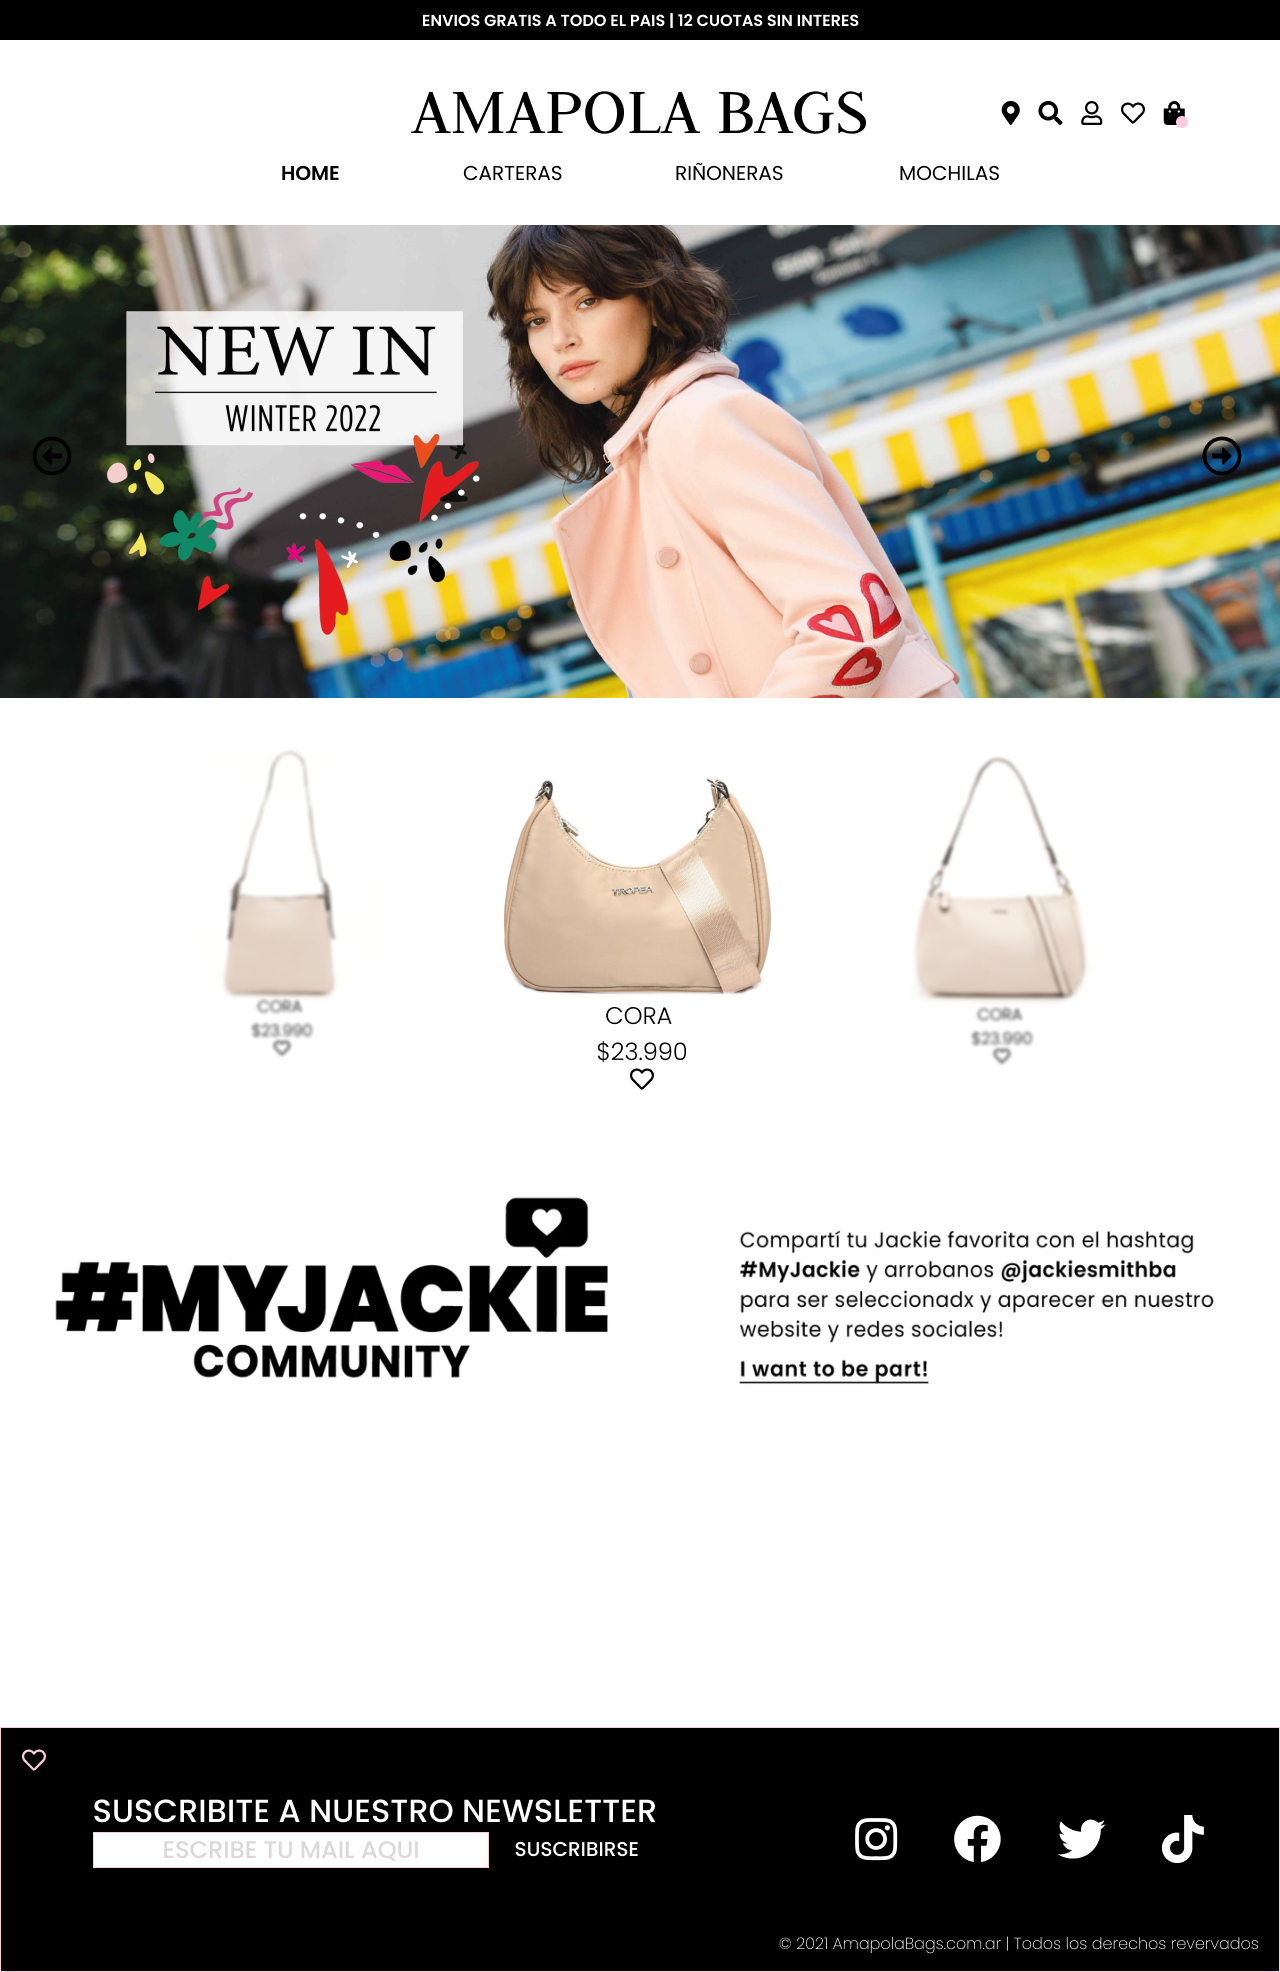 ENVIOS GRATIS A TODO EL PAIS | 12 CUOTAS SIN INTERES
AMAPOLA BAGS
HOME CARTERAS RIÑONERAS MOCHILAS
NEW IN
WINTER 2022
CORA
$23.990
CORA
$23.990
CORA
$23.990
#MYJACKIE
COMMUNITY
Compartí tu Jackie favorita con el hashtag
#MyJackie y arrobanos @jackiesmithba
para ser seleccionadx y aparecer en nuestro
website y redes sociales!
I want to be part!
SUSCRIBITE A NUESTRO NEWSLETTER
ESCRIBE TU MAIL AQUI SUSCRIBIRSE
© 2021 AmapolaBags.com.ar | Todos los derechos revervados